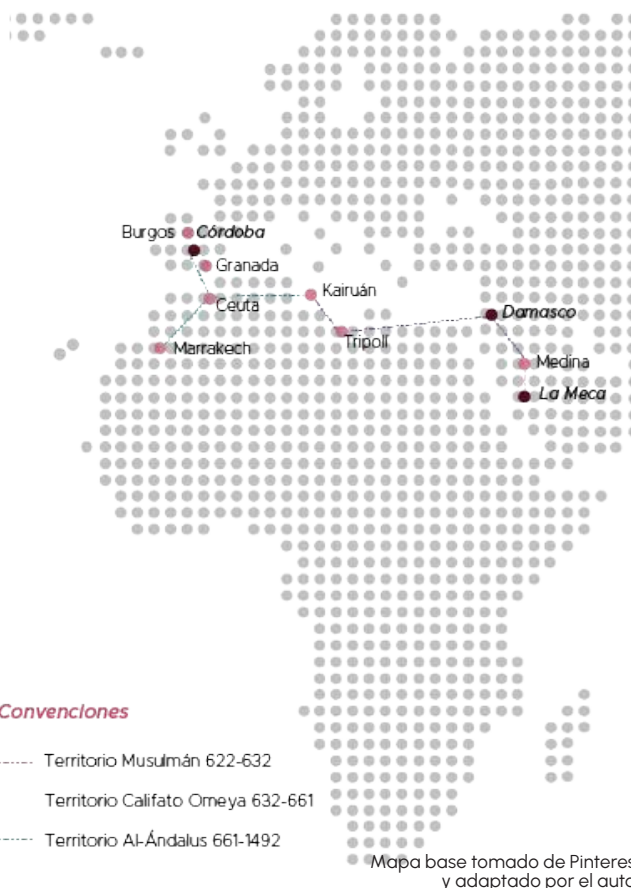 Burgos Córdoba
Granada
Kairuán
Ceuta
Damasco
Tripolí
Marrakech
Medina
La Meca
Convenciones
Territorio Musulmán 622-632
Territorio Califato Omeya 632-661
Territorio Al-Ándalus 661-1492
Mapa base tomado de Pinteres
y adaptado por el auto